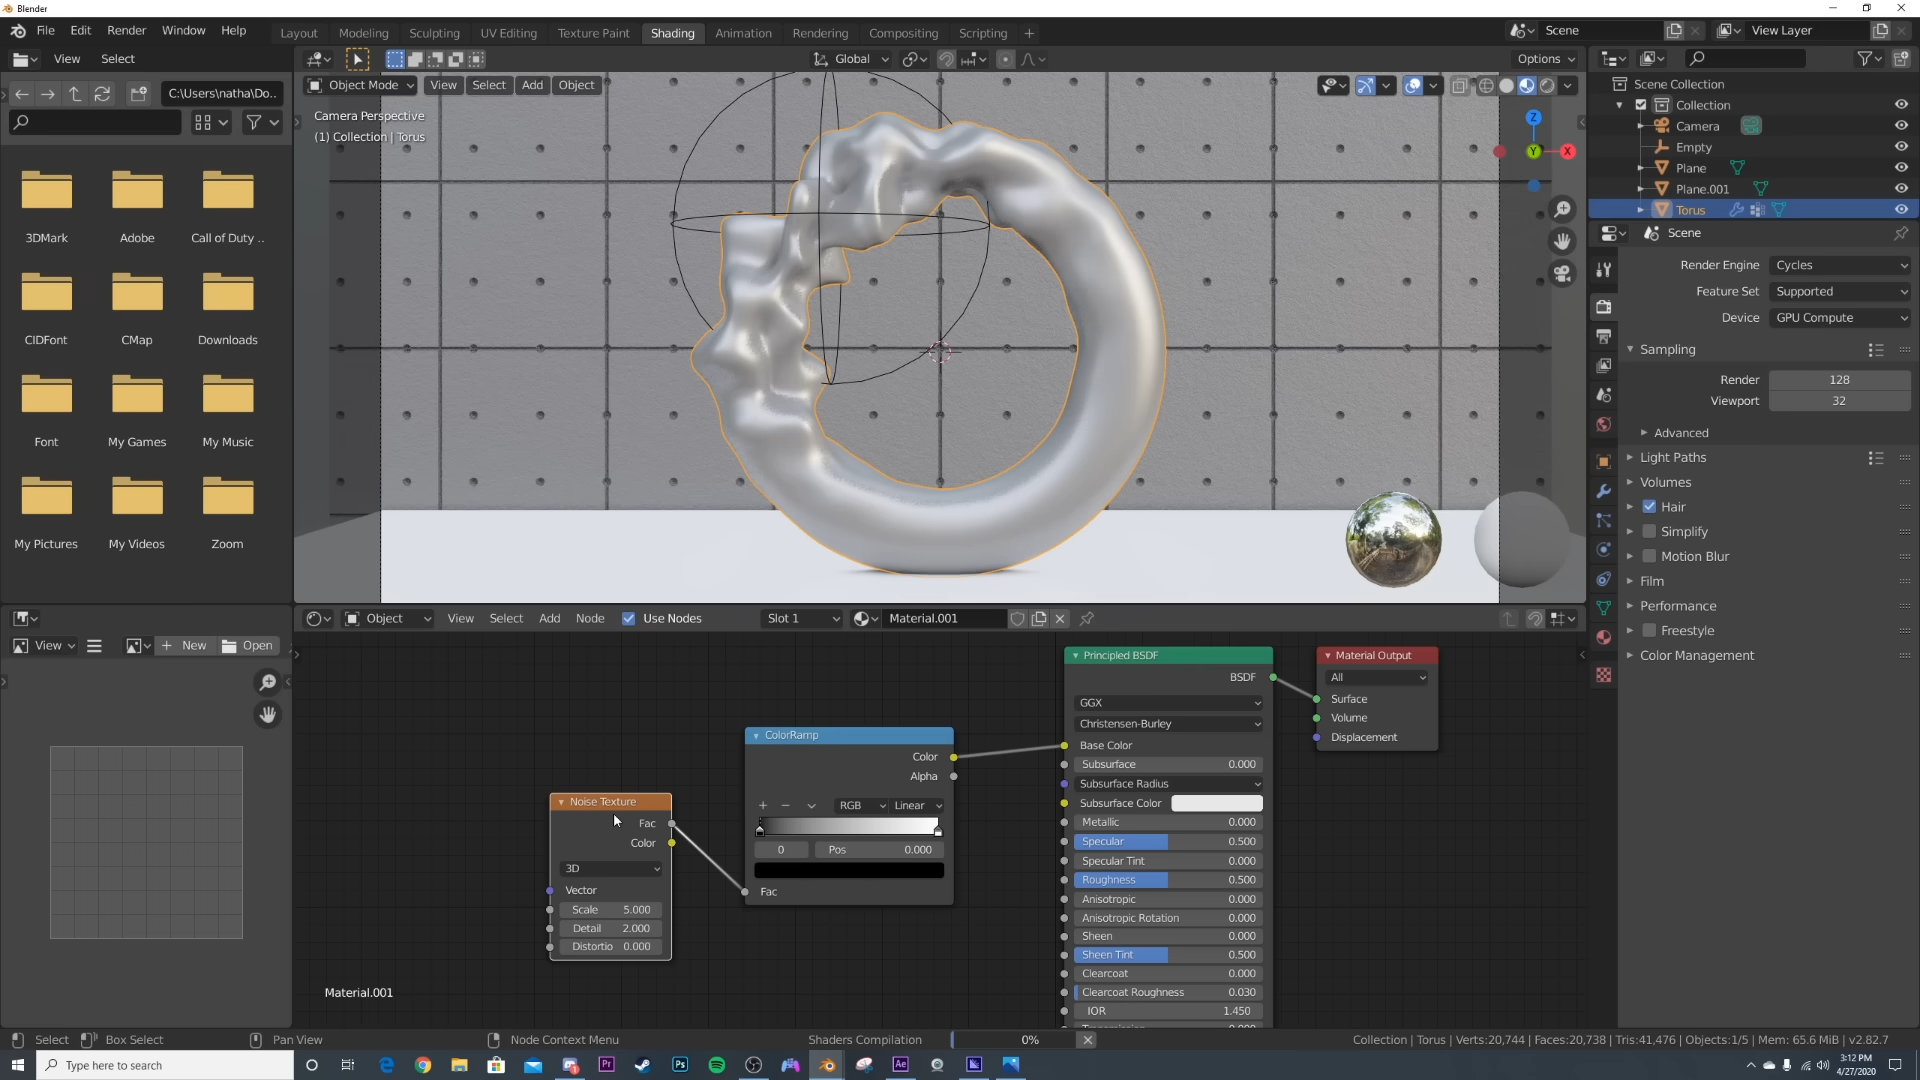 Blender
File Edit Render Window Help
Layout Modeling Sculpting UV Editing Texture Paint Shading Animation Rendering Compositing Scripting +
Scene
View Layer
View Select
Global
Options
C:\Users\natha\Do..
Object Mode View Select Add Object
Camera Perspective
(1) Collection | Torus
Z
Y
X
3DMark Adobe Call of Duty ..
CIDFont CMap Downloads
Font My Games My Music
My Pictures My Videos Zoom
Scene Collection
Collection
Camera
Empty
Plane
Plane.001
Torus
Scene
Render Engine Cycles
Feature Set Supported
Device GPU Compute
Sampling
Render 128
Viewport 32
Advanced
Light Paths
Volumes
Hair
Simplify
Motion Blur
Film
Performance
Freestyle
Color Management
View + New Open
Object View Select Add Node Use Nodes Slot 1 Material.001
Noise Texture
Fac
Color
3D
Vector
Scale 5.000
Detail 2.000
Distortio 0.000
ColorRamp
Color
Alpha
RGB Linear
0 Pos 0.000
Fac
Principled BSDF
BSDF
GGX
Christensen-Burley
Base Color
Subsurface 0.000
Subsurface Radius
Subsurface Color
Metallic 0.000
Specular 0.500
Specular Tint 0.000
Roughness 0.500
Anisotropic 0.000
Anisotropic Rotation 0.000
Sheen 0.000
Sheen Tint 0.500
Clearcoat 0.000
Clearcoat Roughness 0.030
IOR 1.450
Material Output
All
Surface
Volume
Displacement
Material.001
Select Box Select Pan View Node Context Menu Shaders Compilation 0% Collection | Torus | Verts:20,744 | Faces:20,738 | Tris:41,476 | Objects:1/5 | Mem: 65.6 MiB | v2.82.7
Type here to search
Pr
Ps
Ae
3:12 PM
4/27/2020